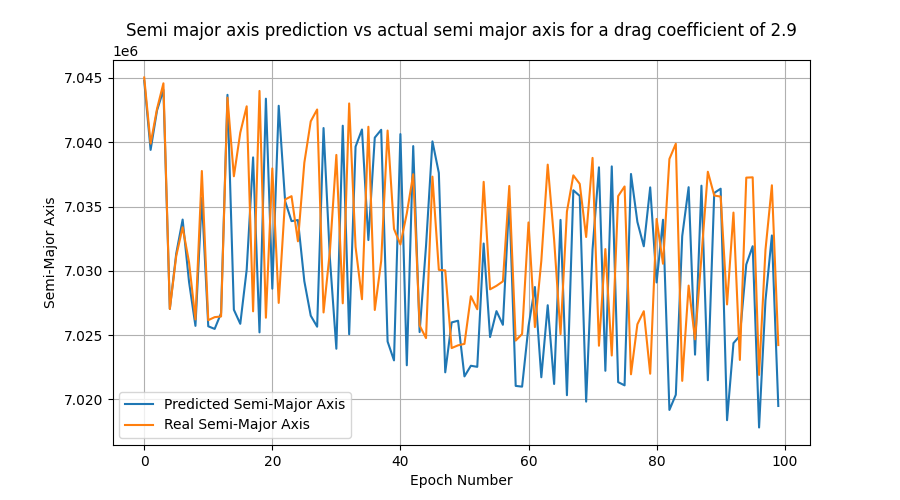 Semi major axis prediction vs actual semi major axis for a drag coefficient of 2.9
1e6
7.045
7.040
7.035
7.030
7.025
7.020
Semi-Major Axis
Predicted Semi-Major Axis
Real Semi-Major Axis
0 20 40 60 80 100
Epoch Number